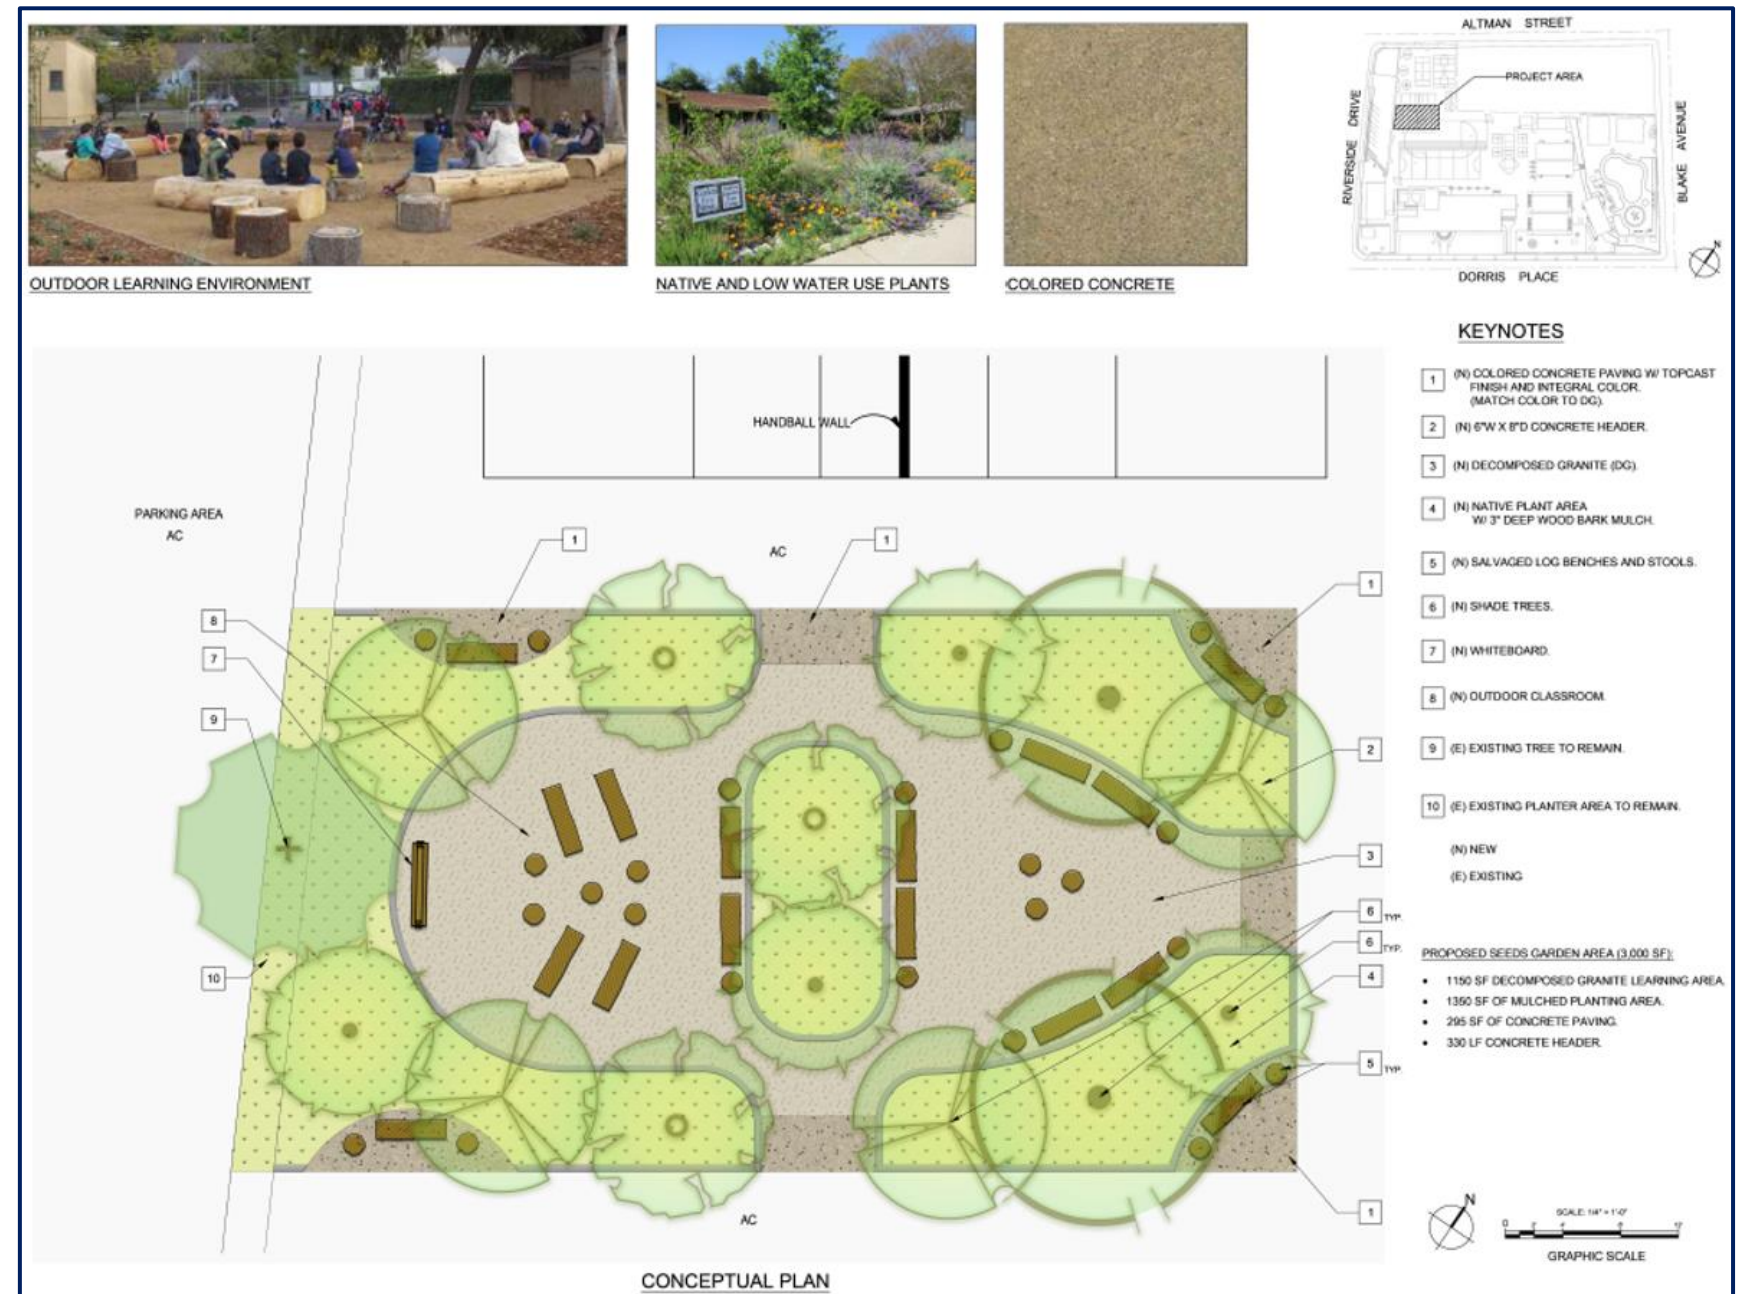 OUTDOOR LEARNING ENVIRONMENT
NATIVE AND LOW WATER USE PLANTS
COLORED CONCRETE
ALTMAN STREET
PROJECT AREA
RIVERSIDE DRIVE
BLAKE AVENUE
DORRIS PLACE
N
KEYNOTES
1 (N) COLORED CONCRETE PAVING W/ TOPCAST
FINISH AND INTEGRAL COLOR.
(MATCH COLOR TO DG).
2 (N) 6"W X 8"D CONCRETE HEADER.
3 (N) DECOMPOSED GRANITE (DG).
4 (N) NATIVE PLANT AREA
W/ 3" DEEP WOOD BARK MULCH.
5 (N) SALVAGED LOG BENCHES AND STOOLS.
6 (N) SHADE TREES.
7 (N) WHITEBOARD.
8 (N) OUTDOOR CLASSROOM.
9 (E) EXISTING TREE TO REMAIN.
10 (E) EXISTING PLANTER AREA TO REMAIN.
(N) NEW
(E) EXISTING
PROPOSED SEEDS GARDEN AREA (3,000 SF):
• 1150 SF DECOMPOSED GRANITE LEARNING AREA.
• 1350 SF OF MULCHED PLANTING AREA.
• 295 SF OF CONCRETE PAVING.
• 330 LF CONCRETE HEADER.
HANDBALL WALL
PARKING AREA
AC
AC
1
1
1
8
7
9
2
3
6 TYP.
6 TYP.
10
4
5 TYP.
1
AC
N
SCALE: 1/4" = 1'-0"
GRAPHIC SCALE
CONCEPTUAL PLAN